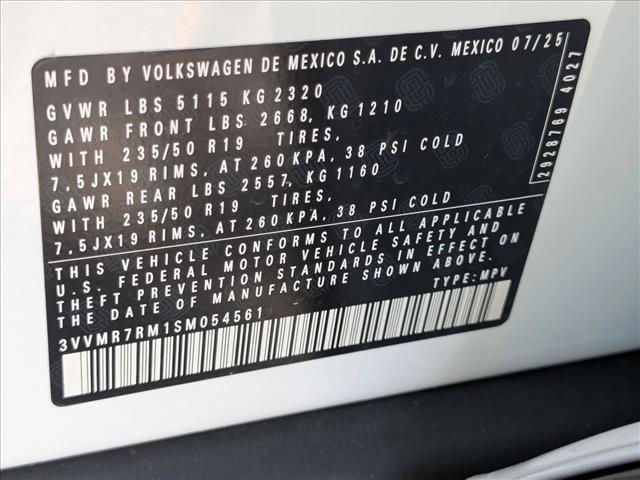 MFD BY VOLKSWAGEN DE MEXICO S.A. DE C.V. MEXICO 07/25
GVWR LBS 5115 KG 2320
GAWR FRONT LBS 2668, KG 1210
WITH 235/50 R19 TIRES,
7,5JX19 RIMS, AT 260 KPA, 38 PSI COLD
GAWR REAR LBS 2557, KG 1160
WITH 235/50 R19 TIRES,
7,5JX19 RIMS, AT 260 KPA, 38 PSI COLD
THIS VEHICLE CONFORMS TO ALL APPLICABLE
U.S. FEDERAL MOTOR VEHICLE SAFETY AND
THEFT PREVENTION STANDARDS IN EFFECT ON
THE DATE OF MANUFACTURE SHOWN ABOVE.
3VVMR7RM1SM054561 TYPE: MPV
2928769 4027